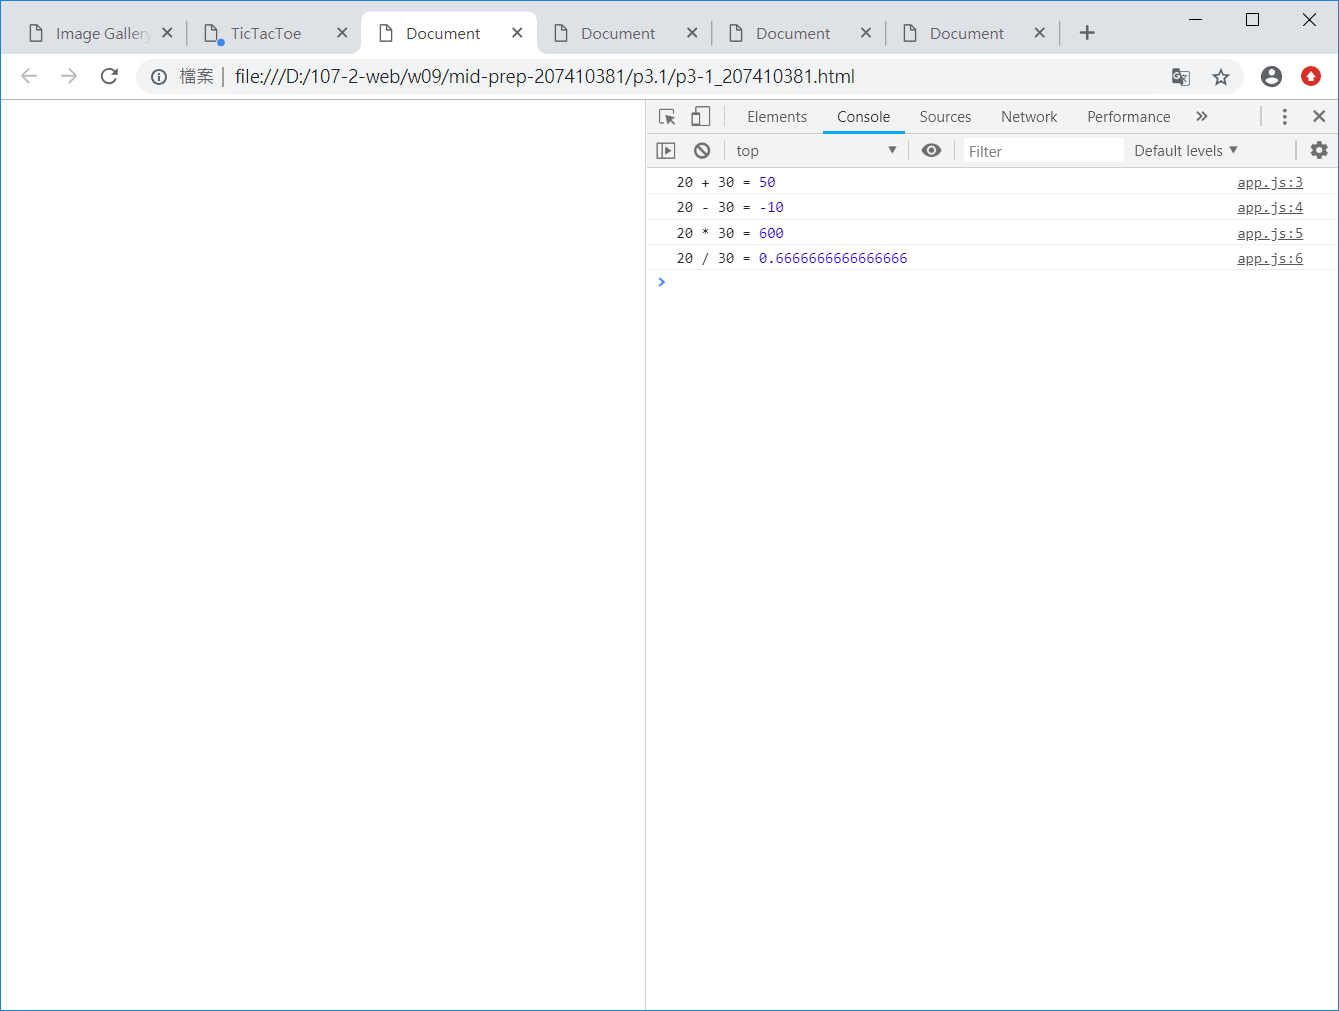 Image Gallery TicTacToe Document Document Document Document
檔案 file:///D:/107-2-web/w09/mid-prep-207410381/p3.1/p3-1_207410381.html
Elements Console Sources Network Performance »
top Filter Default levels
20 + 30 = 50 app.js:3
20 - 30 = -10 app.js:4
20 * 30 = 600 app.js:5
20 / 30 = 0.6666666666666666 app.js:6